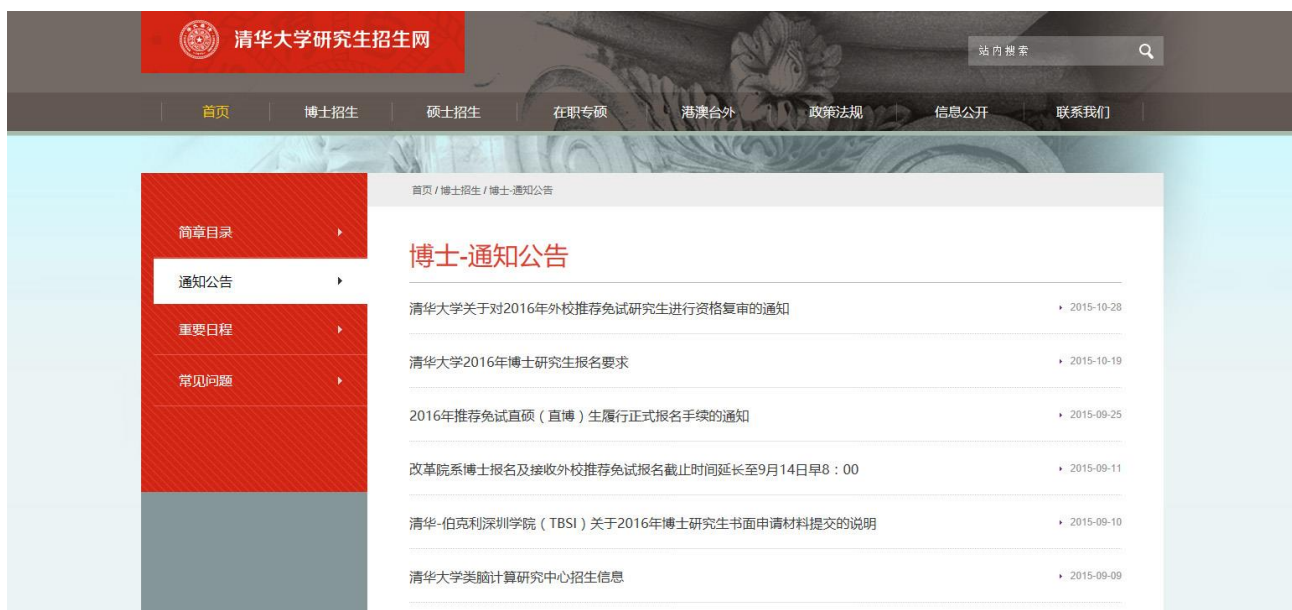 清华大学研究生招生网
站内搜索
首页 博士招生 硕士招生 在职专硕 港澳台外 政策法规 信息公开 联系我们
首页 / 博士招生 / 博士-通知公告
简章目录
通知公告
重要日程
常见问题
博士-通知公告
清华大学关于对2016年外校推荐免试研究生进行资格复审的通知 2015-10-28
清华大学2016年博士研究生报名要求 2015-10-19
2016年推荐免试直硕（直博）生履行正式报名手续的通知 2015-09-25
改革院系博士报名及接收外校推荐免试报名截止时间延长至9月14日早8：00 2015-09-11
清华-伯克利深圳学院（TBSI）关于2016年博士研究生书面申请材料提交的说明 2015-09-10
清华大学类脑计算研究中心招生信息 2015-09-09